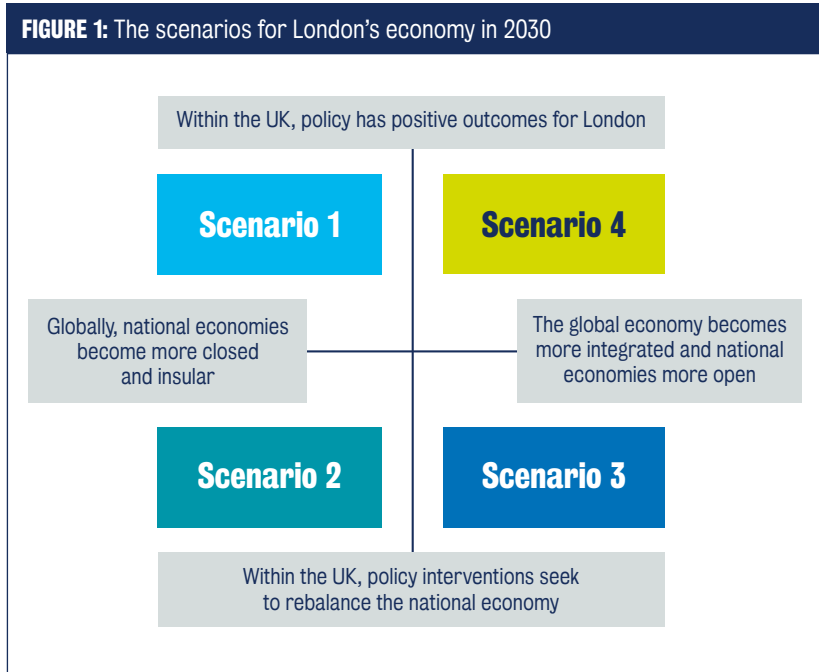 FIGURE 1: The scenarios for London's economy in 2030
Within the UK, policy has positive outcomes for London
Scenario 1
Scenario 4
Globally, national economies
become more closed
and insular
The global economy becomes
more integrated and national
economies more open
Scenario 2
Scenario 3
Within the UK, policy interventions seek
to rebalance the national economy